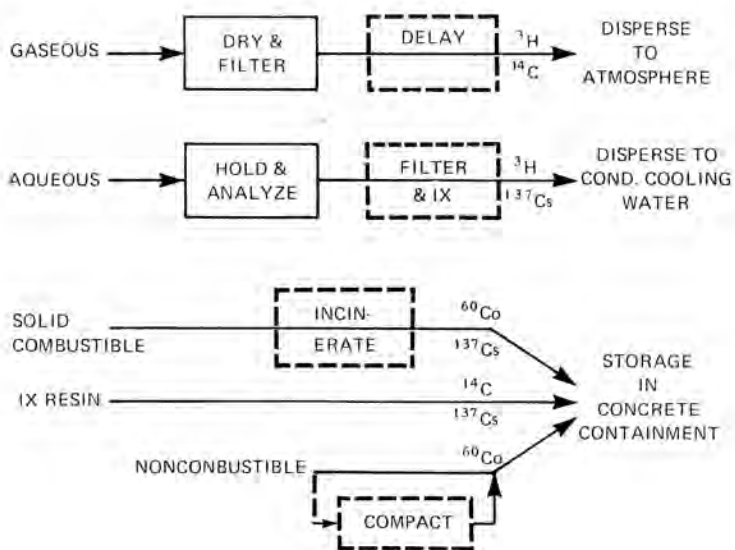 GASEOUS
DRY &
FILTER
DELAY
³H
¹⁴C
DISPERSE
TO
ATMOSPHERE
AQUEOUS
HOLD &
ANALYZE
FILTER
& IX
³H
¹³⁷Cs
DISPERSE TO
COND. COOLING
WATER
SOLID
COMBUSTIBLE
INCIN-
ERATE
⁶⁰Co
¹³⁷Cs
IX RESIN
¹⁴C
¹³⁷Cs
NONCONBUSTIBLE
⁶⁰Co
COMPACT
STORAGE
IN
CONCRETE
CONTAINMENT